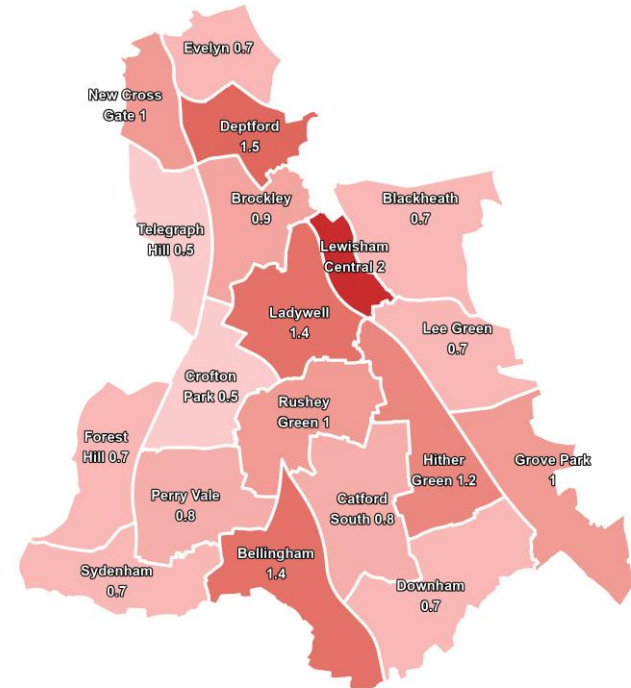 Evelyn 0.7
New Cross
Gate 1
Deptford
1.5
Brockley
0.9
Blackheath
0.7
Telegraph
Hill 0.5
Lewisham
Central 2
Ladywell
1.4
Lee Green
0.7
Crofton
Park 0.5
Rushey
Green 1
Forest
Hill 0.7
Hither
Green 1.2
Grove Park
1
Perry Vale
0.8
Catford
South 0.8
Bellingham
1.4
Sydenham
0.7
Downham
0.7